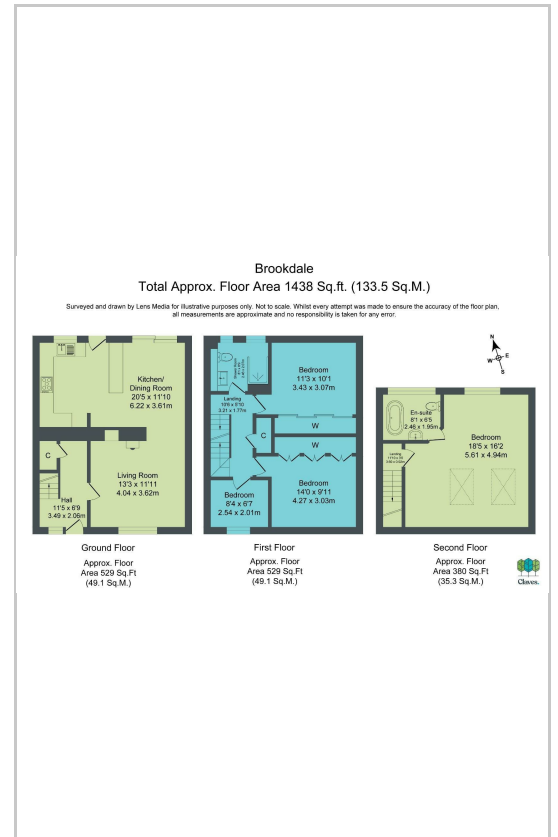 Brookdale
Total Approx. Floor Area 1438 Sq.ft. (133.5 Sq.M.)
Surveyed and drawn by Lens Media for illustrative purposes only. Not to scale. Whilst every attempt was made to ensure the accuracy of the floor plan,
all measurements are approximate and no responsibility is taken for any error.
N
W E
S
Kitchen/
Dining Room
20'5 x 11'10
6.22 x 3.61m
C
Hall
11'5 x 6'9
3.49 x 2.06m
Living Room
13'3 x 11'11
4.04 x 3.62m
Ground Floor
Approx. Floor
Area 529 Sq.Ft
(49.1 Sq.M.)
Shower Room
Landing
10'6 x 5'10
3.21 x 1.77m
Bedroom
11'3 x 10'1
3.43 x 3.07m
W
C
W
Bedroom
8'4 x 6'7
2.54 x 2.01m
Bedroom
14'0 x 9'11
4.27 x 3.03m
First Floor
Approx. Floor
Area 529 Sq.Ft
(49.1 Sq.M.)
En-suite
8'1 x 6'5
2.46 x 1.95m
Landing
Bedroom
18'5 x 16'2
5.61 x 4.94m
Second Floor
Approx. Floor
Area 380 Sq.Ft
(35.3 Sq.M.)
Claves.